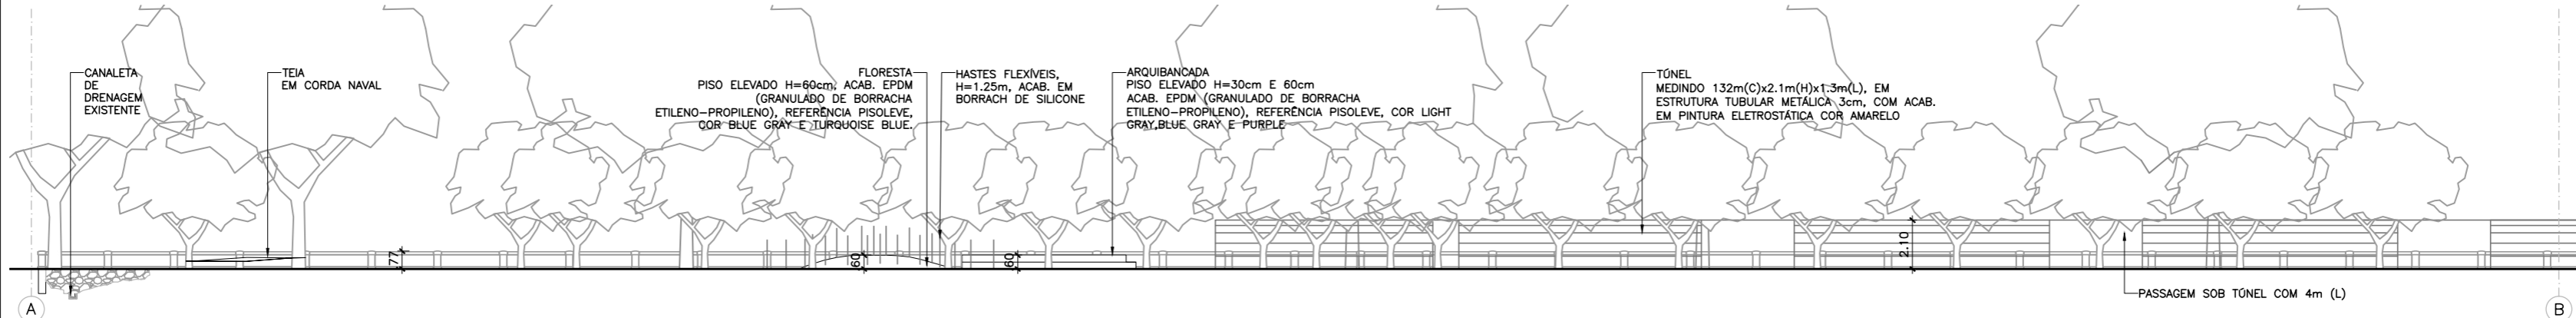 CANALETA
DE
DRENAGEM
EXISTENTE
TEIA
EM CORDA NAVAL
FLORESTA
PISO ELEVADO H=60cm, ACAB. EPDM
(GRANULADO DE BORRACHA
ETILENO-PROPILENO), REFERÊNCIA PISOLEVE,
COR BLUE GRAY E TURQUOISE BLUE.
HASTES FLEXÍVEIS,
H=1.25m, ACAB. EM
BORRACH DE SILICONE
ARQUIBANCADA
PISO ELEVADO H=30cm E 60cm
ACAB. EPDM (GRANULADO DE BORRACHA
ETILENO-PROPILENO), REFERÊNCIA PISOLEVE, COR LIGHT
GRAY,BLUE GRAY E PURPLE
TÚNEL
MEDINDO 132m(C)x2.1m(H)x1.3m(L), EM
ESTRUTURA TUBULAR METÁLICA 3cm, COM ACAB.
EM PINTURA ELETROSTÁTICA COR AMARELO
77
60
60
2.10
PASSAGEM SOB TÚNEL COM 4m (L)
A
B